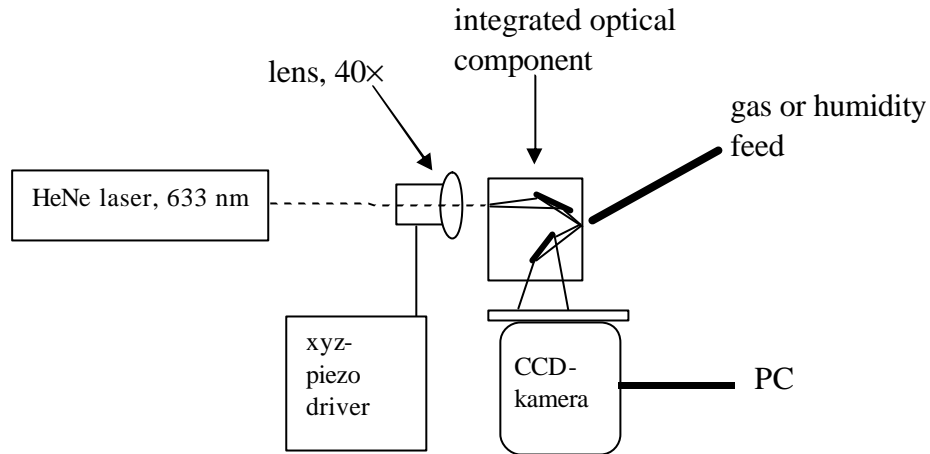 integrated optical
component
lens, 40×
gas or humidity
feed
HeNe laser, 633 nm
xyz-
piezo
driver
CCD-
kamera
PC